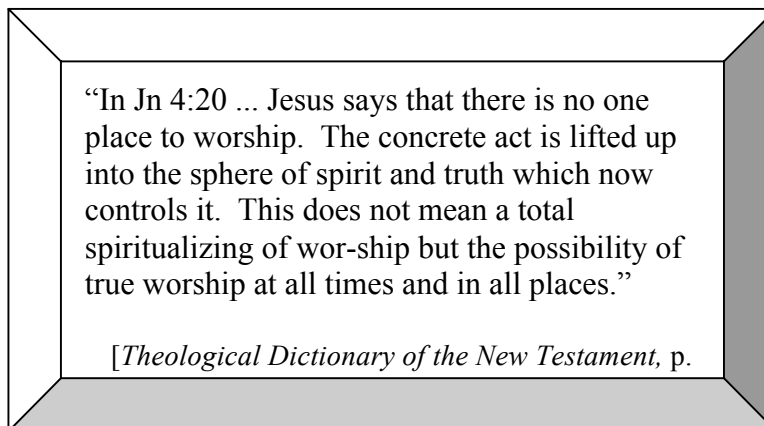 “In Jn 4:20 ... Jesus says that there is no one
place to worship.  The concrete act is lifted up
into the sphere of spirit and truth which now
controls it.  This does not mean a total
spiritualizing of wor-ship but the possibility of
true worship at all times and in all places.”
[Theological Dictionary of the New Testament, p.